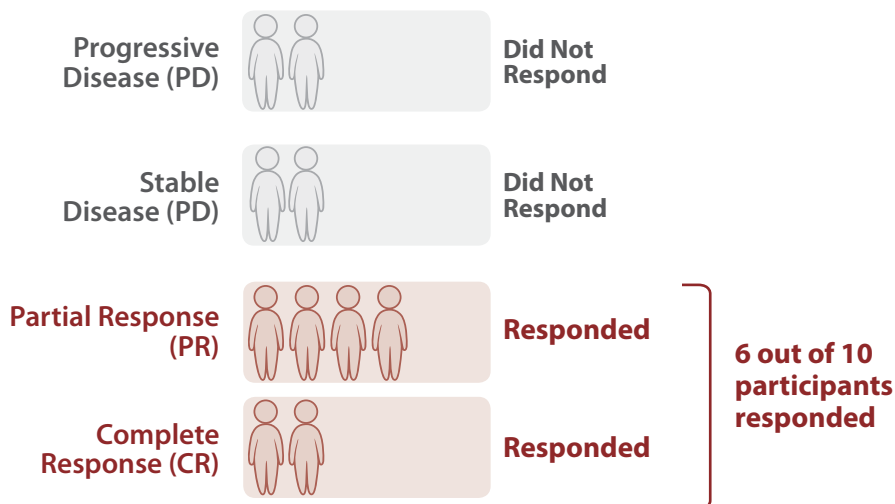 Progressive
Disease (PD)
Did Not
Respond
Stable
Disease (PD)
Did Not
Respond
Partial Response
(PR)
Responded
Complete
Response (CR)
Responded
6 out of 10
participants
responded